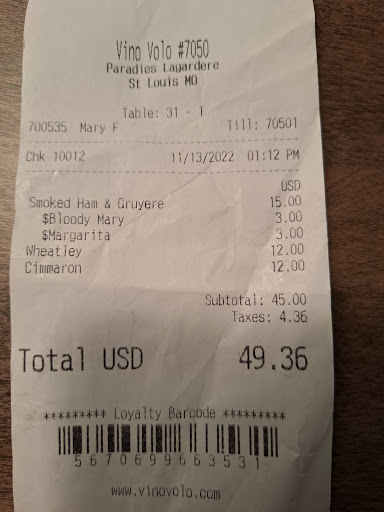 Vino Volo #7050
Paradies Lagardere
St Louis MO
Table: 31 - 1
700535 Mary F Till: 70501
Chk 10012 11/13/2022 01:12 PM
USD
Smoked Ham & Gruyere 15.00
$Bloody Mary 3.00
$Margarita 3.00
Wheatley 12.00
Cimmaron 12.00
Subtotal: 45.00
Taxes: 4.36
Total USD 49.36
********* Loyalty Barcode *********
5670699663531
www.vinovolo.com